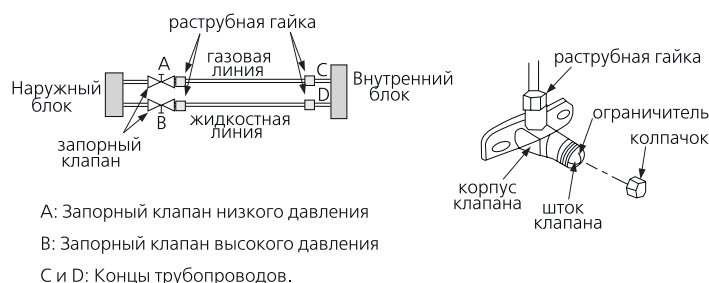 раструбная гайка
A
газовая
линия
C
Наружный
блок
Внутренний
блок
D
B
жидкостная
линия
запорный
клапан
раструбная гайка
ограничитель
колпачок
корпус
клапана
шток
клапана
A: Запорный клапан низкого давления
B: Запорный клапан высокого давления
C и D: Концы трубопроводов.